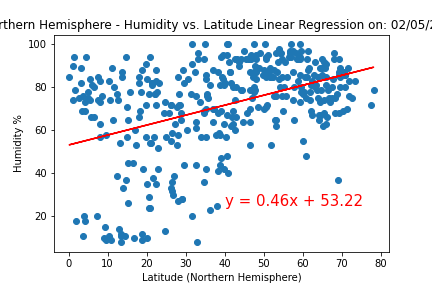 rthern Hemisphere - Humidity vs. Latitude Linear Regression on: 02/05/2
100
80
60
40
20
Humidity %
y = 0.46x + 53.22
0 10 20 30 40 50 60 70 80
Latitude (Northern Hemisphere)